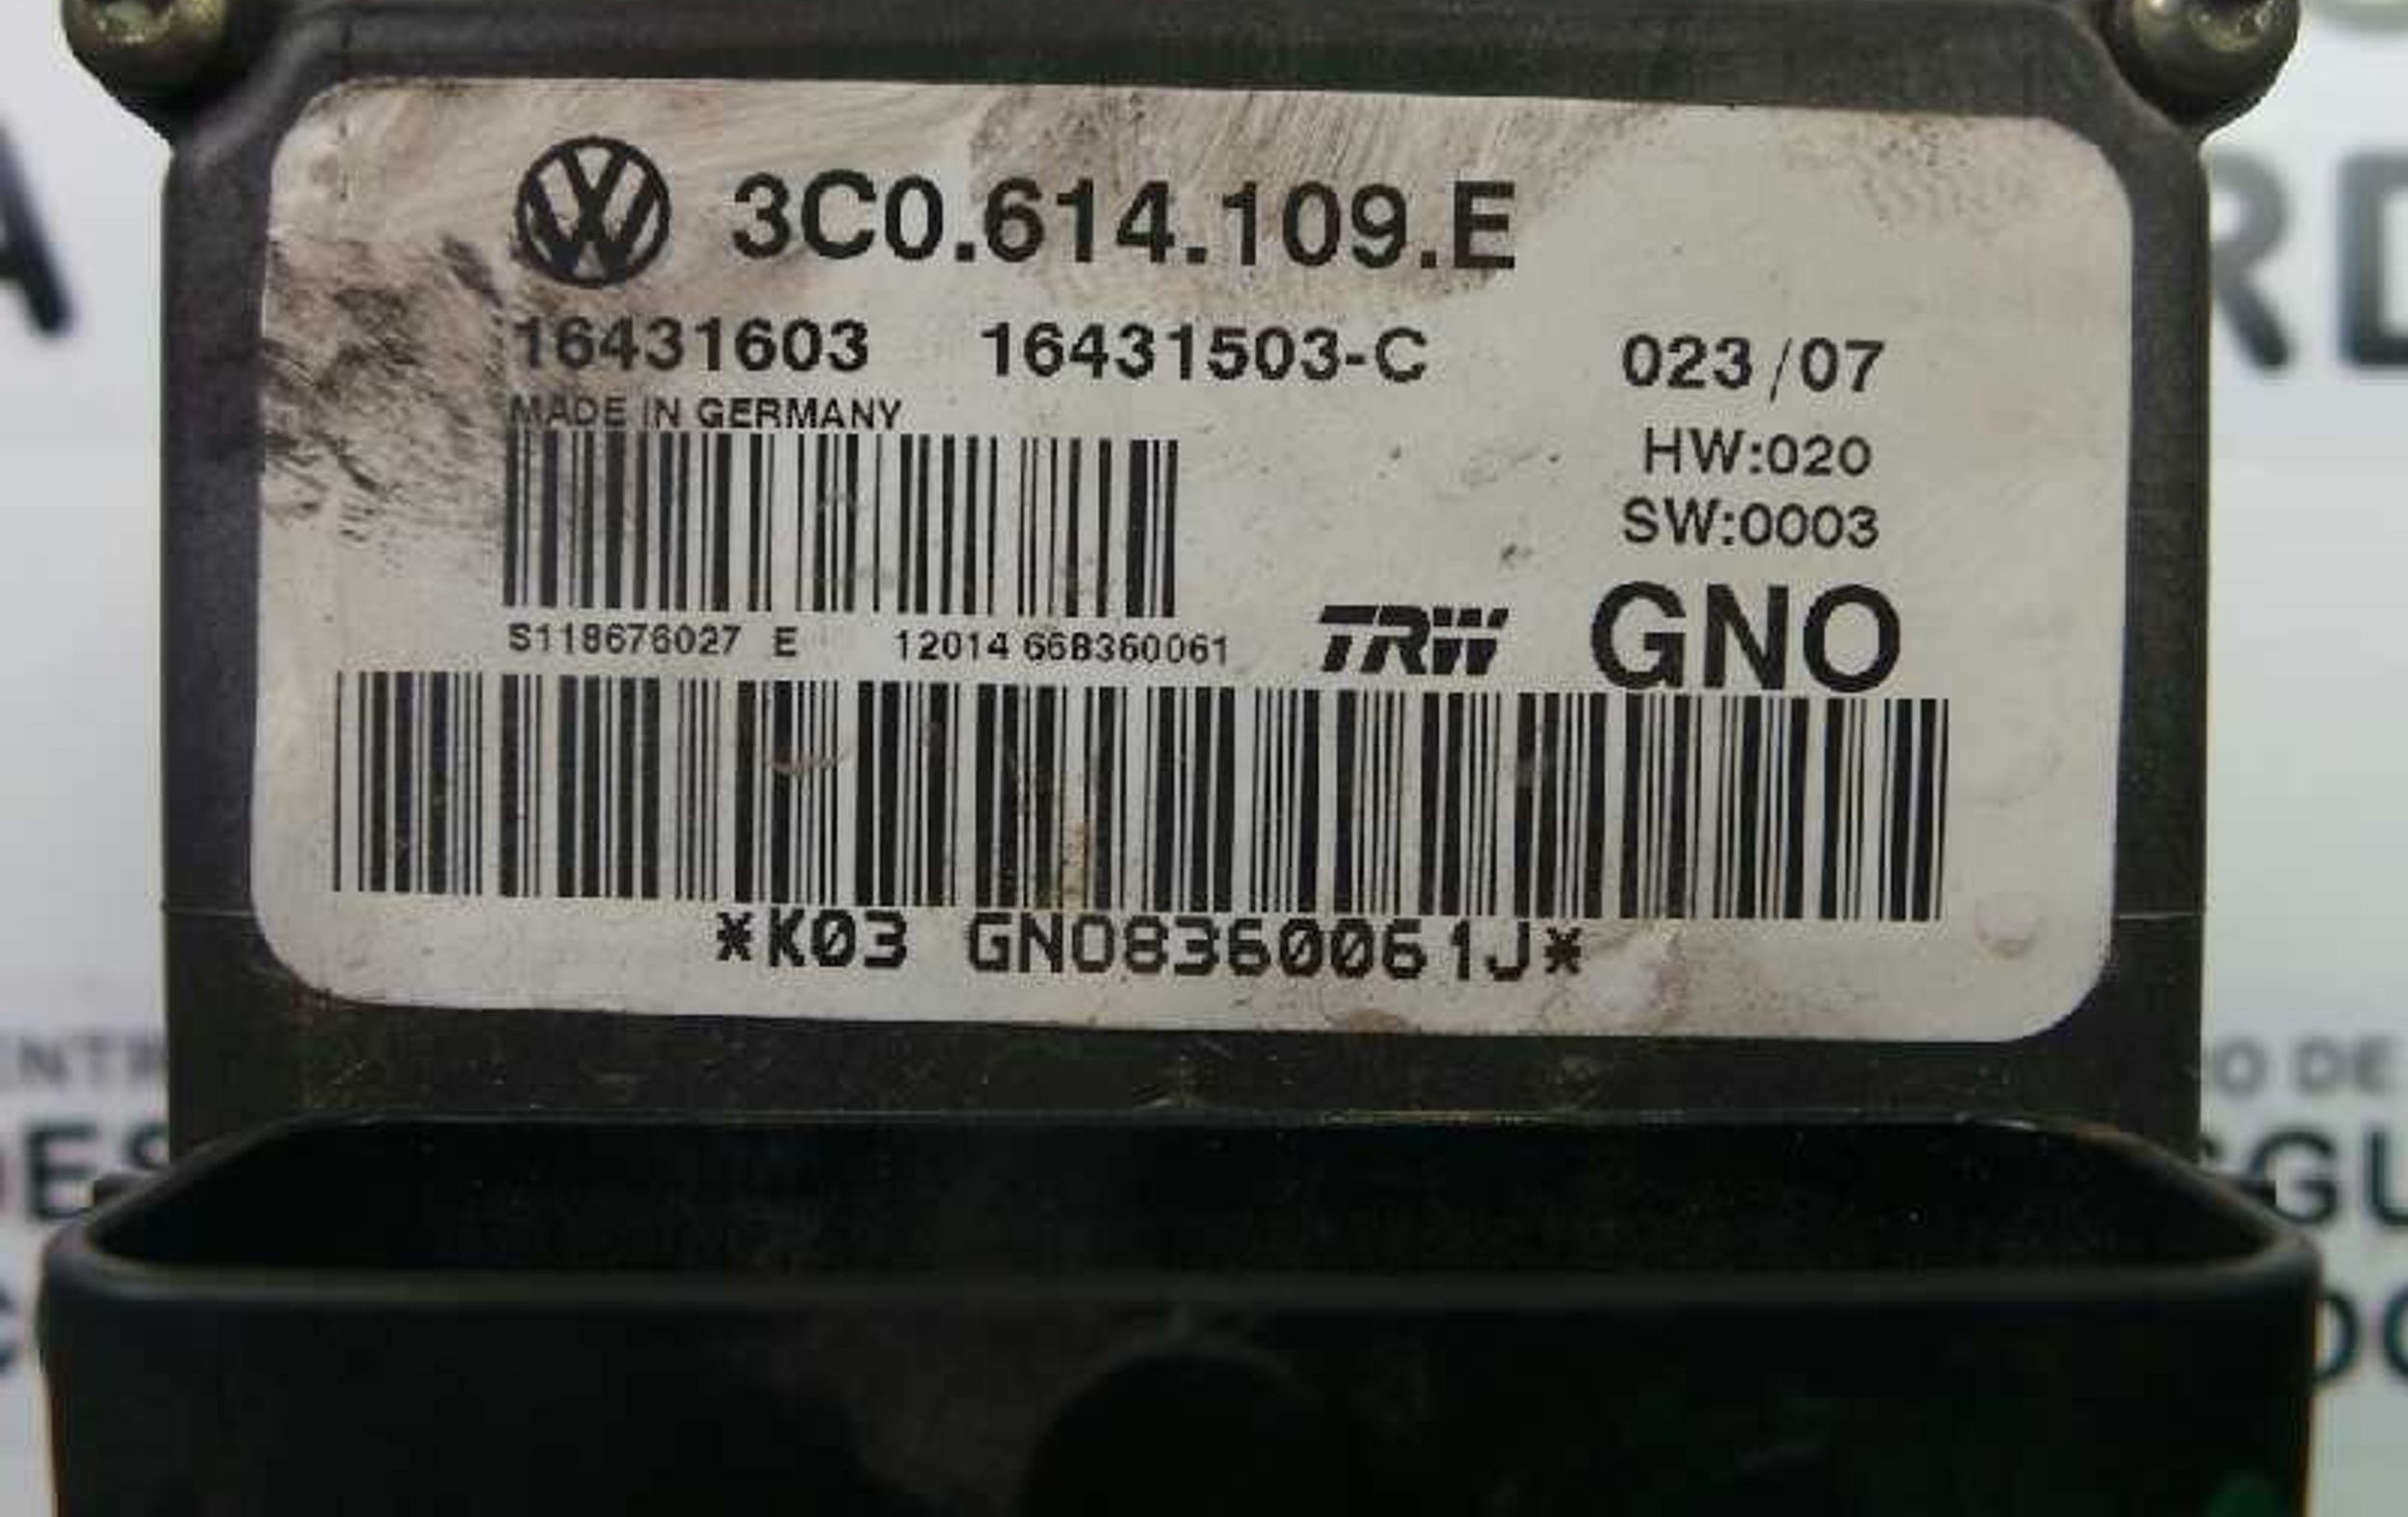 3C0.614.109.E
16431603 16431503-C 023/07
MADE IN GERMANY
HW:020
SW:0003
S118676027 E 12014 668360061
TRW GNO
*K03 GNO8360061J*